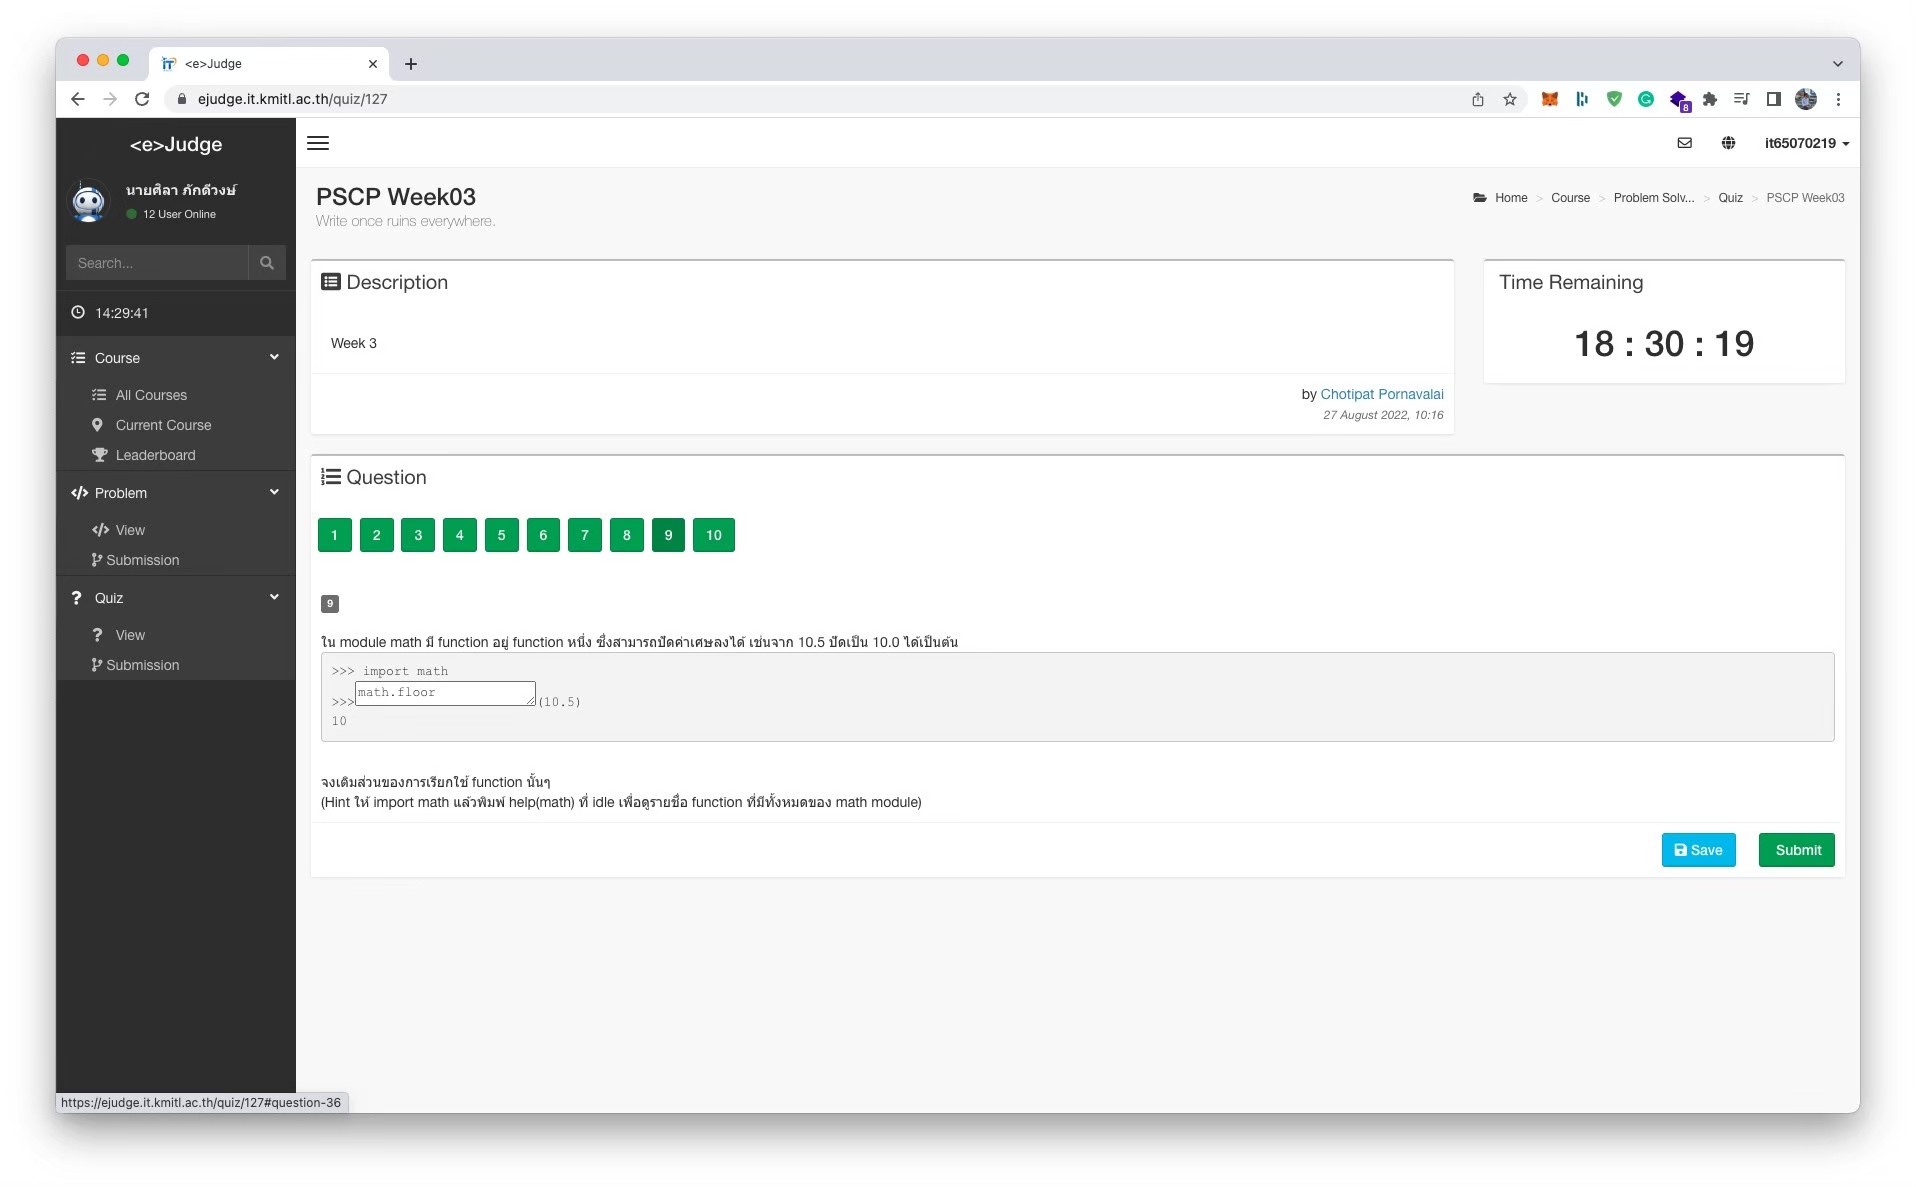 <e>Judge
ejudge.it.kmitl.ac.th/quiz/127
8
<e>Judge
it65070219
นายศิลา ภักดีวงษ์
12 User Online
Search...
14:29:41
Course
All Courses
Current Course
Leaderboard
Problem
View
Submission
Quiz
View
Submission
PSCP Week03
Write once ruins everywhere.
Home > Course > Problem Solv... > Quiz > PSCP Week03
Description
Week 3
by Chotipat Pornavalai
27 August 2022, 10:16
Time Remaining
18 : 30 : 19
Question
1 2 3 4 5 6 7 8 9 10
9
ใน module math มี function อยู่ function หนึ่ง ซึ่งสามารถปัดค่าเศษลงได้ เช่นจาก 10.5 ปัดเป็น 10.0 ได้เป็นต้น
>>> import math
>>>math.floor(10.5)
10
จงเติมส่วนของการเรียกใช้ function นั้นๆ
(Hint ให้ import math แล้วพิมพ์ help(math) ที่ idle เพื่อดูรายชื่อ function ที่มีทั้งหมดของ math module)
Save Submit
https://ejudge.it.kmitl.ac.th/quiz/127#question-36